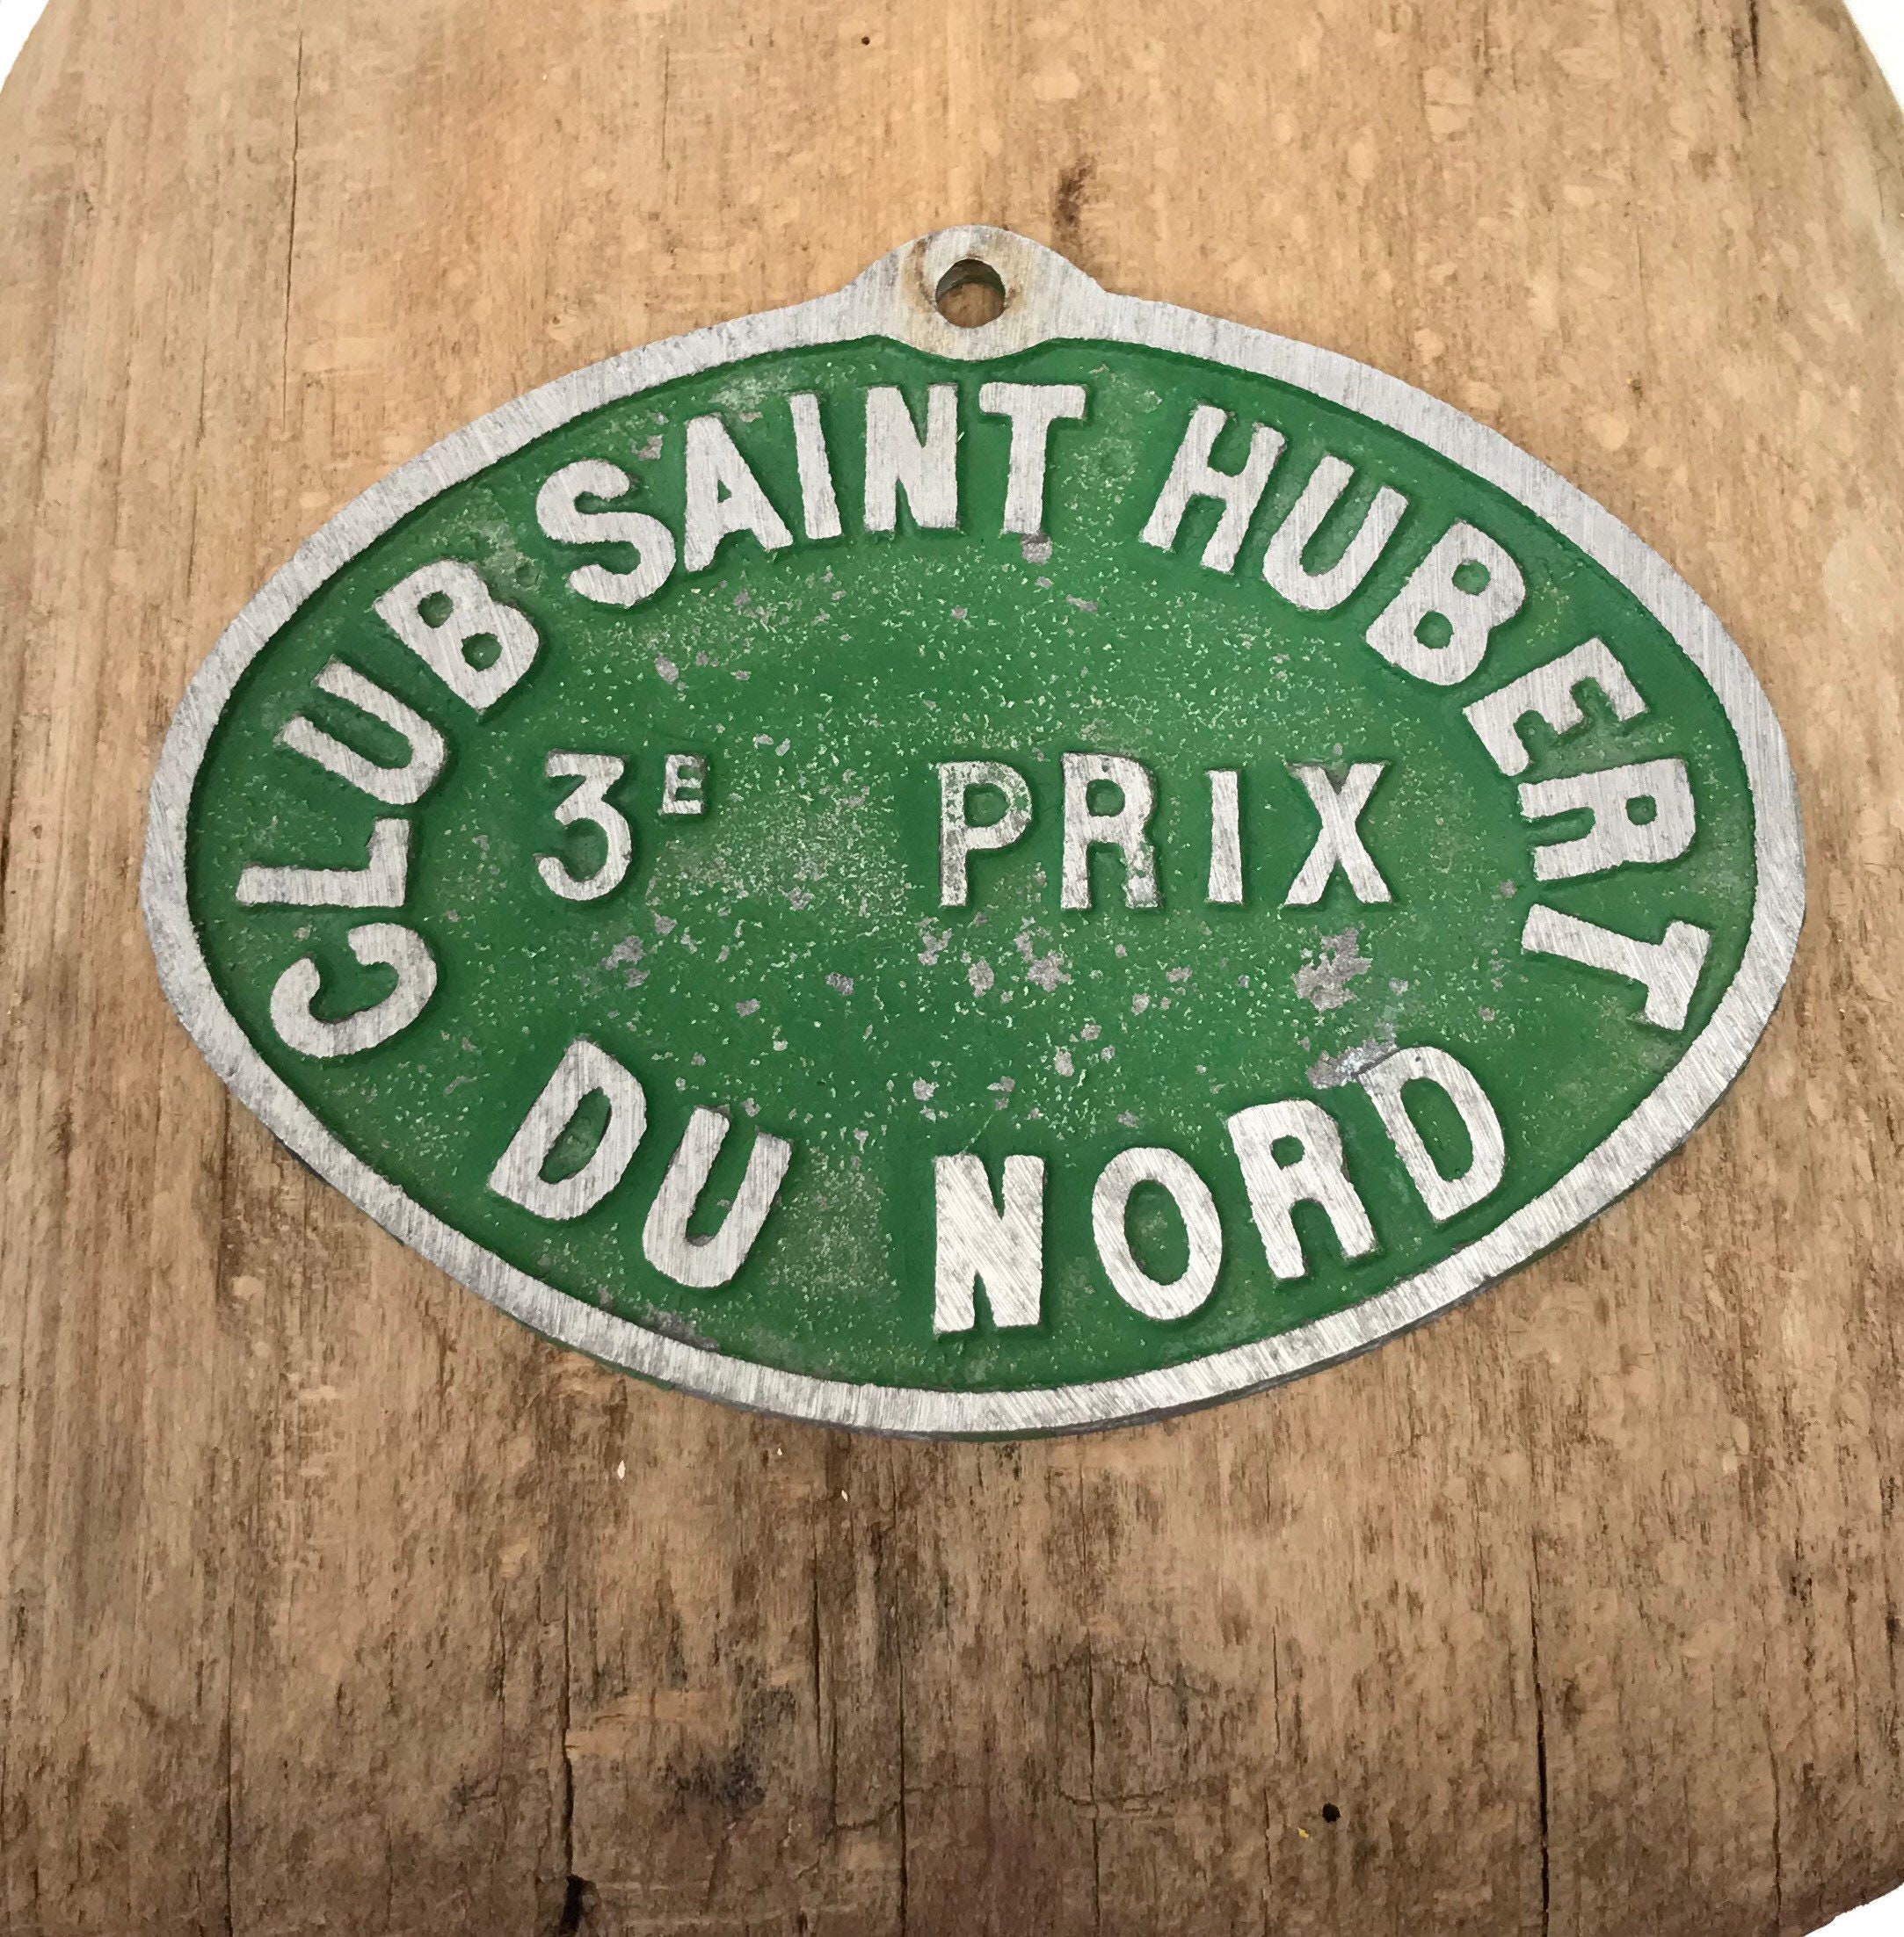 CLUB SAINT HUBERT
3E PRIX
DU NORD